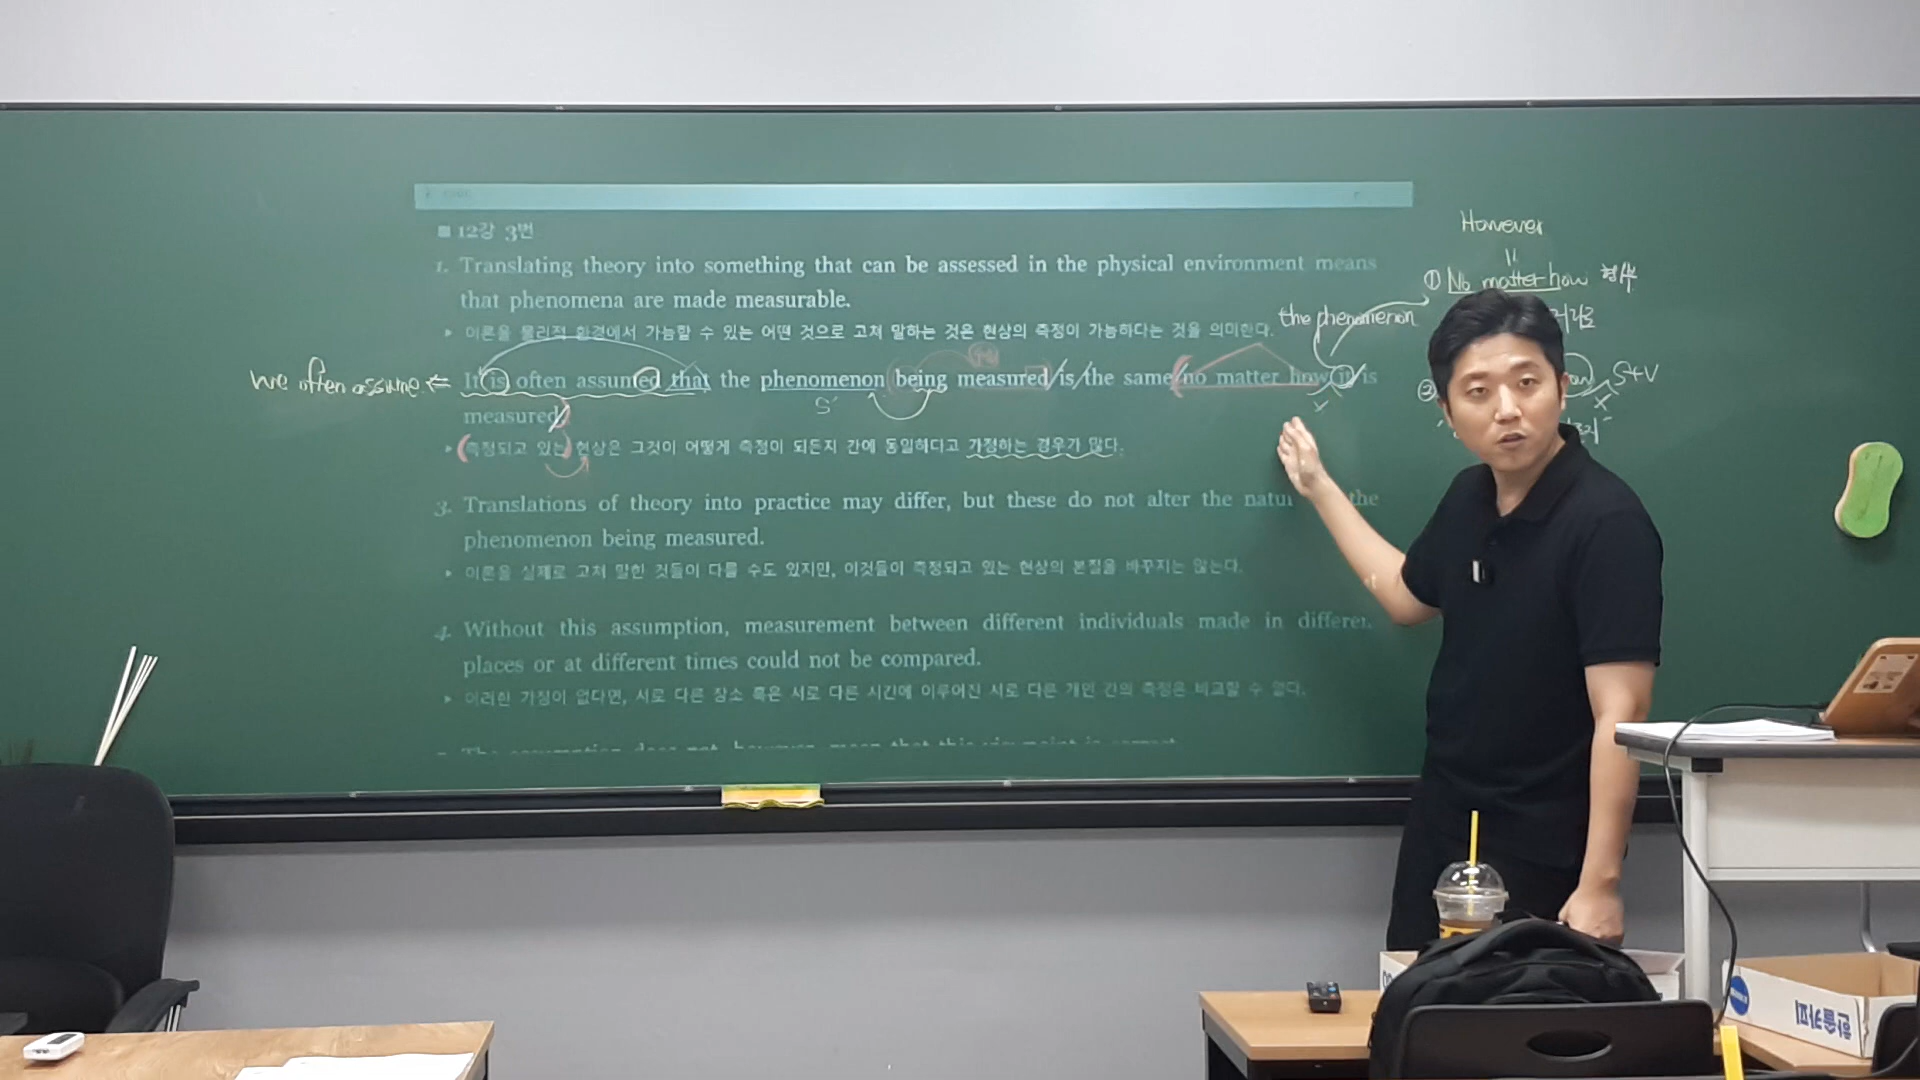 ■ 12강 3번
1. Translating theory into something that can be assessed in the physical environment means
that phenomena are made measurable.
▸ 이론을 물리적 환경에서 가늠할 수 있는 어떤 것으로 고쳐 말하는 것은 현상의 측정이 가능하다는 것을 의미한다.
we often assume ⇐ It is often assumed that the phenomenon being measured is the same no matter how it is
S'
measured
▸ 측정되고 있는 현상은 그것이 어떻게 측정이 되든지 간에 동일하다고 가정하는 경우가 많다.
3. Translations of theory into practice may differ, but these do not alter the the
phenomenon being measured.
▸ 이론을 실제로 고쳐 말한 것들이 다를 수도 있지만, 이것들이 측정되고 있는 현상의 본질을 바꾸지는 않는다.
4. Without this assumption, measurement between different individuals made in
places or at different times could not be compared.
▸ 이러한 가정이 없다면, 서로 다른 장소 혹은 서로 다른 시간에 이루어진 서로 다른 개인 간의 측정은 비교할 수 없다.
However
① No matter how 형/부
the phenomenon
② S+V
한솔카피